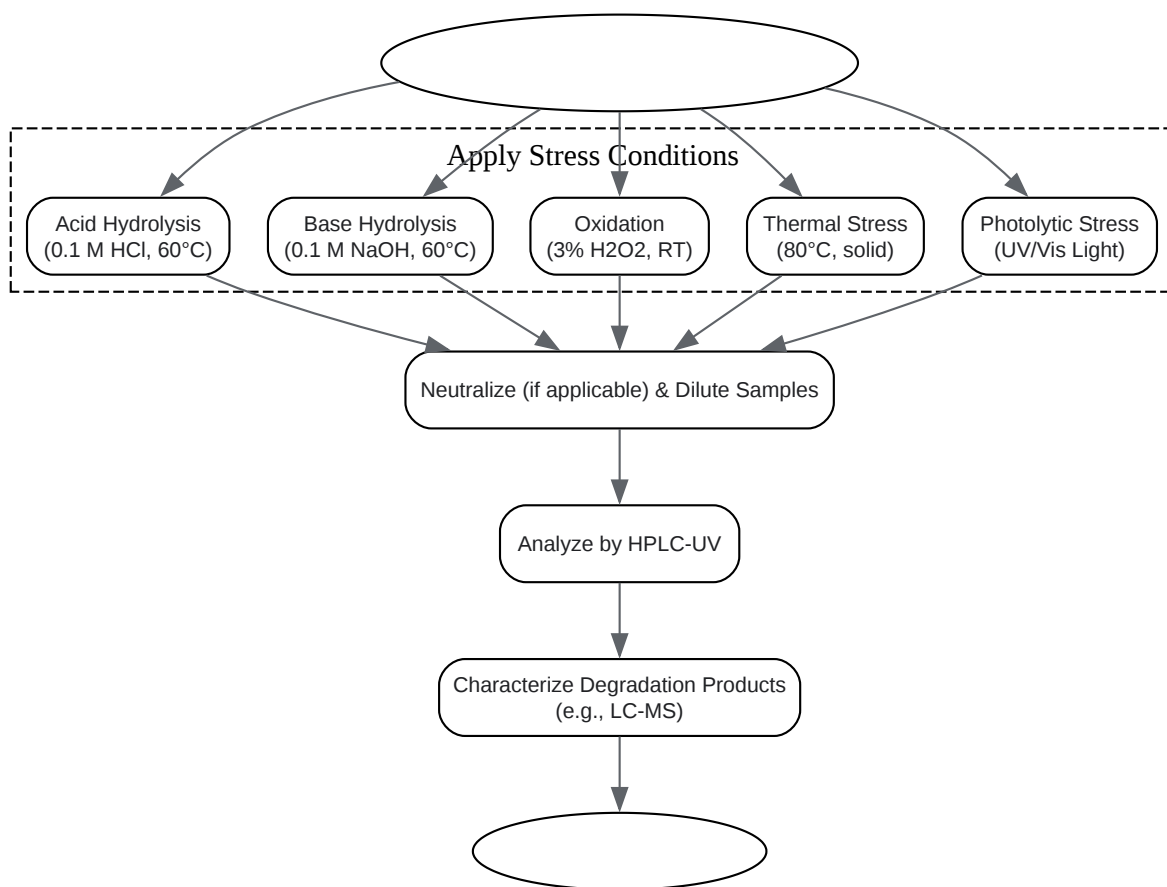 Apply Stress Conditions
Acid Hydrolysis
(0.1 M HCl, 60°C)
Base Hydrolysis
(0.1 M NaOH, 60°C)
Oxidation
(3% H2O2, RT)
Thermal Stress
(80°C, solid)
Photolytic Stress
(UV/Vis Light)
Neutralize (if applicable) & Dilute Samples
Analyze by HPLC-UV
Characterize Degradation Products
(e.g., LC-MS)